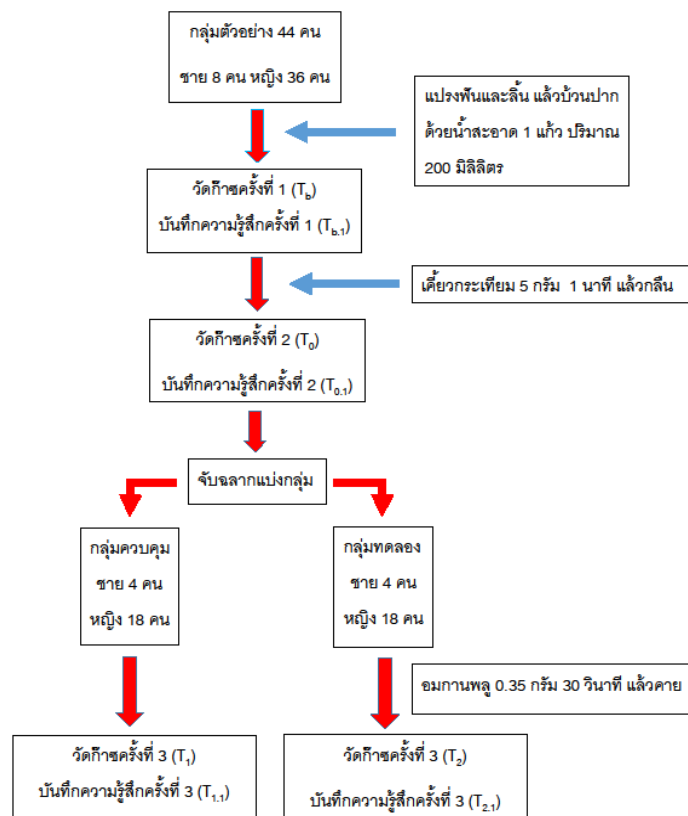 กลุ่มตัวอย่าง 44 คน
ชาย 8 คน หญิง 36 คน
แปรงฟันและลิ้น แล้วบ้วนปาก
ด้วยน้ำสะอาด 1 แก้ว ปริมาณ
200 มิลิลิตร
วัดก๊าซครั้งที่ 1 (T_b)
บันทึกความรู้สึกครั้งที่ 1 (T_b.1)
เคี้ยวกระเทียม 5 กรัม 1 นาที แล้วกลืน
วัดก๊าซครั้งที่ 2 (T_0)
บันทึกความรู้สึกครั้งที่ 2 (T_0.1)
จับฉลากแบ่งกลุ่ม
กลุ่มควบคุม
ชาย 4 คน
หญิง 18 คน
กลุ่มทดลอง
ชาย 4 คน
หญิง 18 คน
อมกานพลู 0.35 กรัม 30 วินาที แล้วคาย
วัดก๊าซครั้งที่ 3 (T_1)
บันทึกความรู้สึกครั้งที่ 3 (T_1.1)
วัดก๊าซครั้งที่ 3 (T_2)
บันทึกความรู้สึกครั้งที่ 3 (T_2.1)